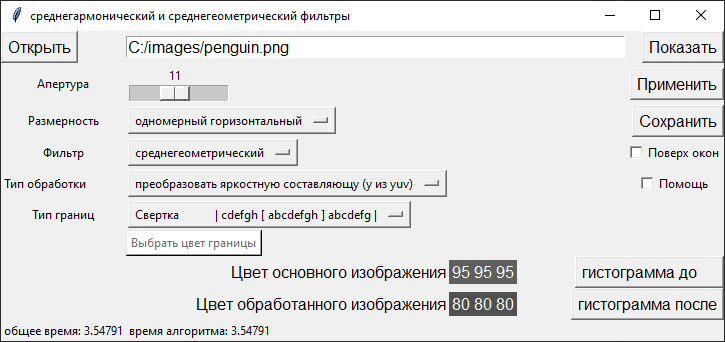 среднегармонический и среднегеометрический фильтры
Открыть C:/images/penguin.png Показать
11
Апертура Применить
Размерность одномерный горизонтальный Сохранить
Фильтр среднегеометрический Поверх окон
Тип обработки преобразовать яркостную составляющу (y из yuv) Помощь
Тип границ Свертка | cdefgh [ abcdefgh ] abcdefg |
Выбрать цвет границы
Цвет основного изображения 95 95 95 гистограмма до
Цвет обработанного изображения 80 80 80 гистограмма после
общее время: 3.54791 время алгоритма: 3.54791